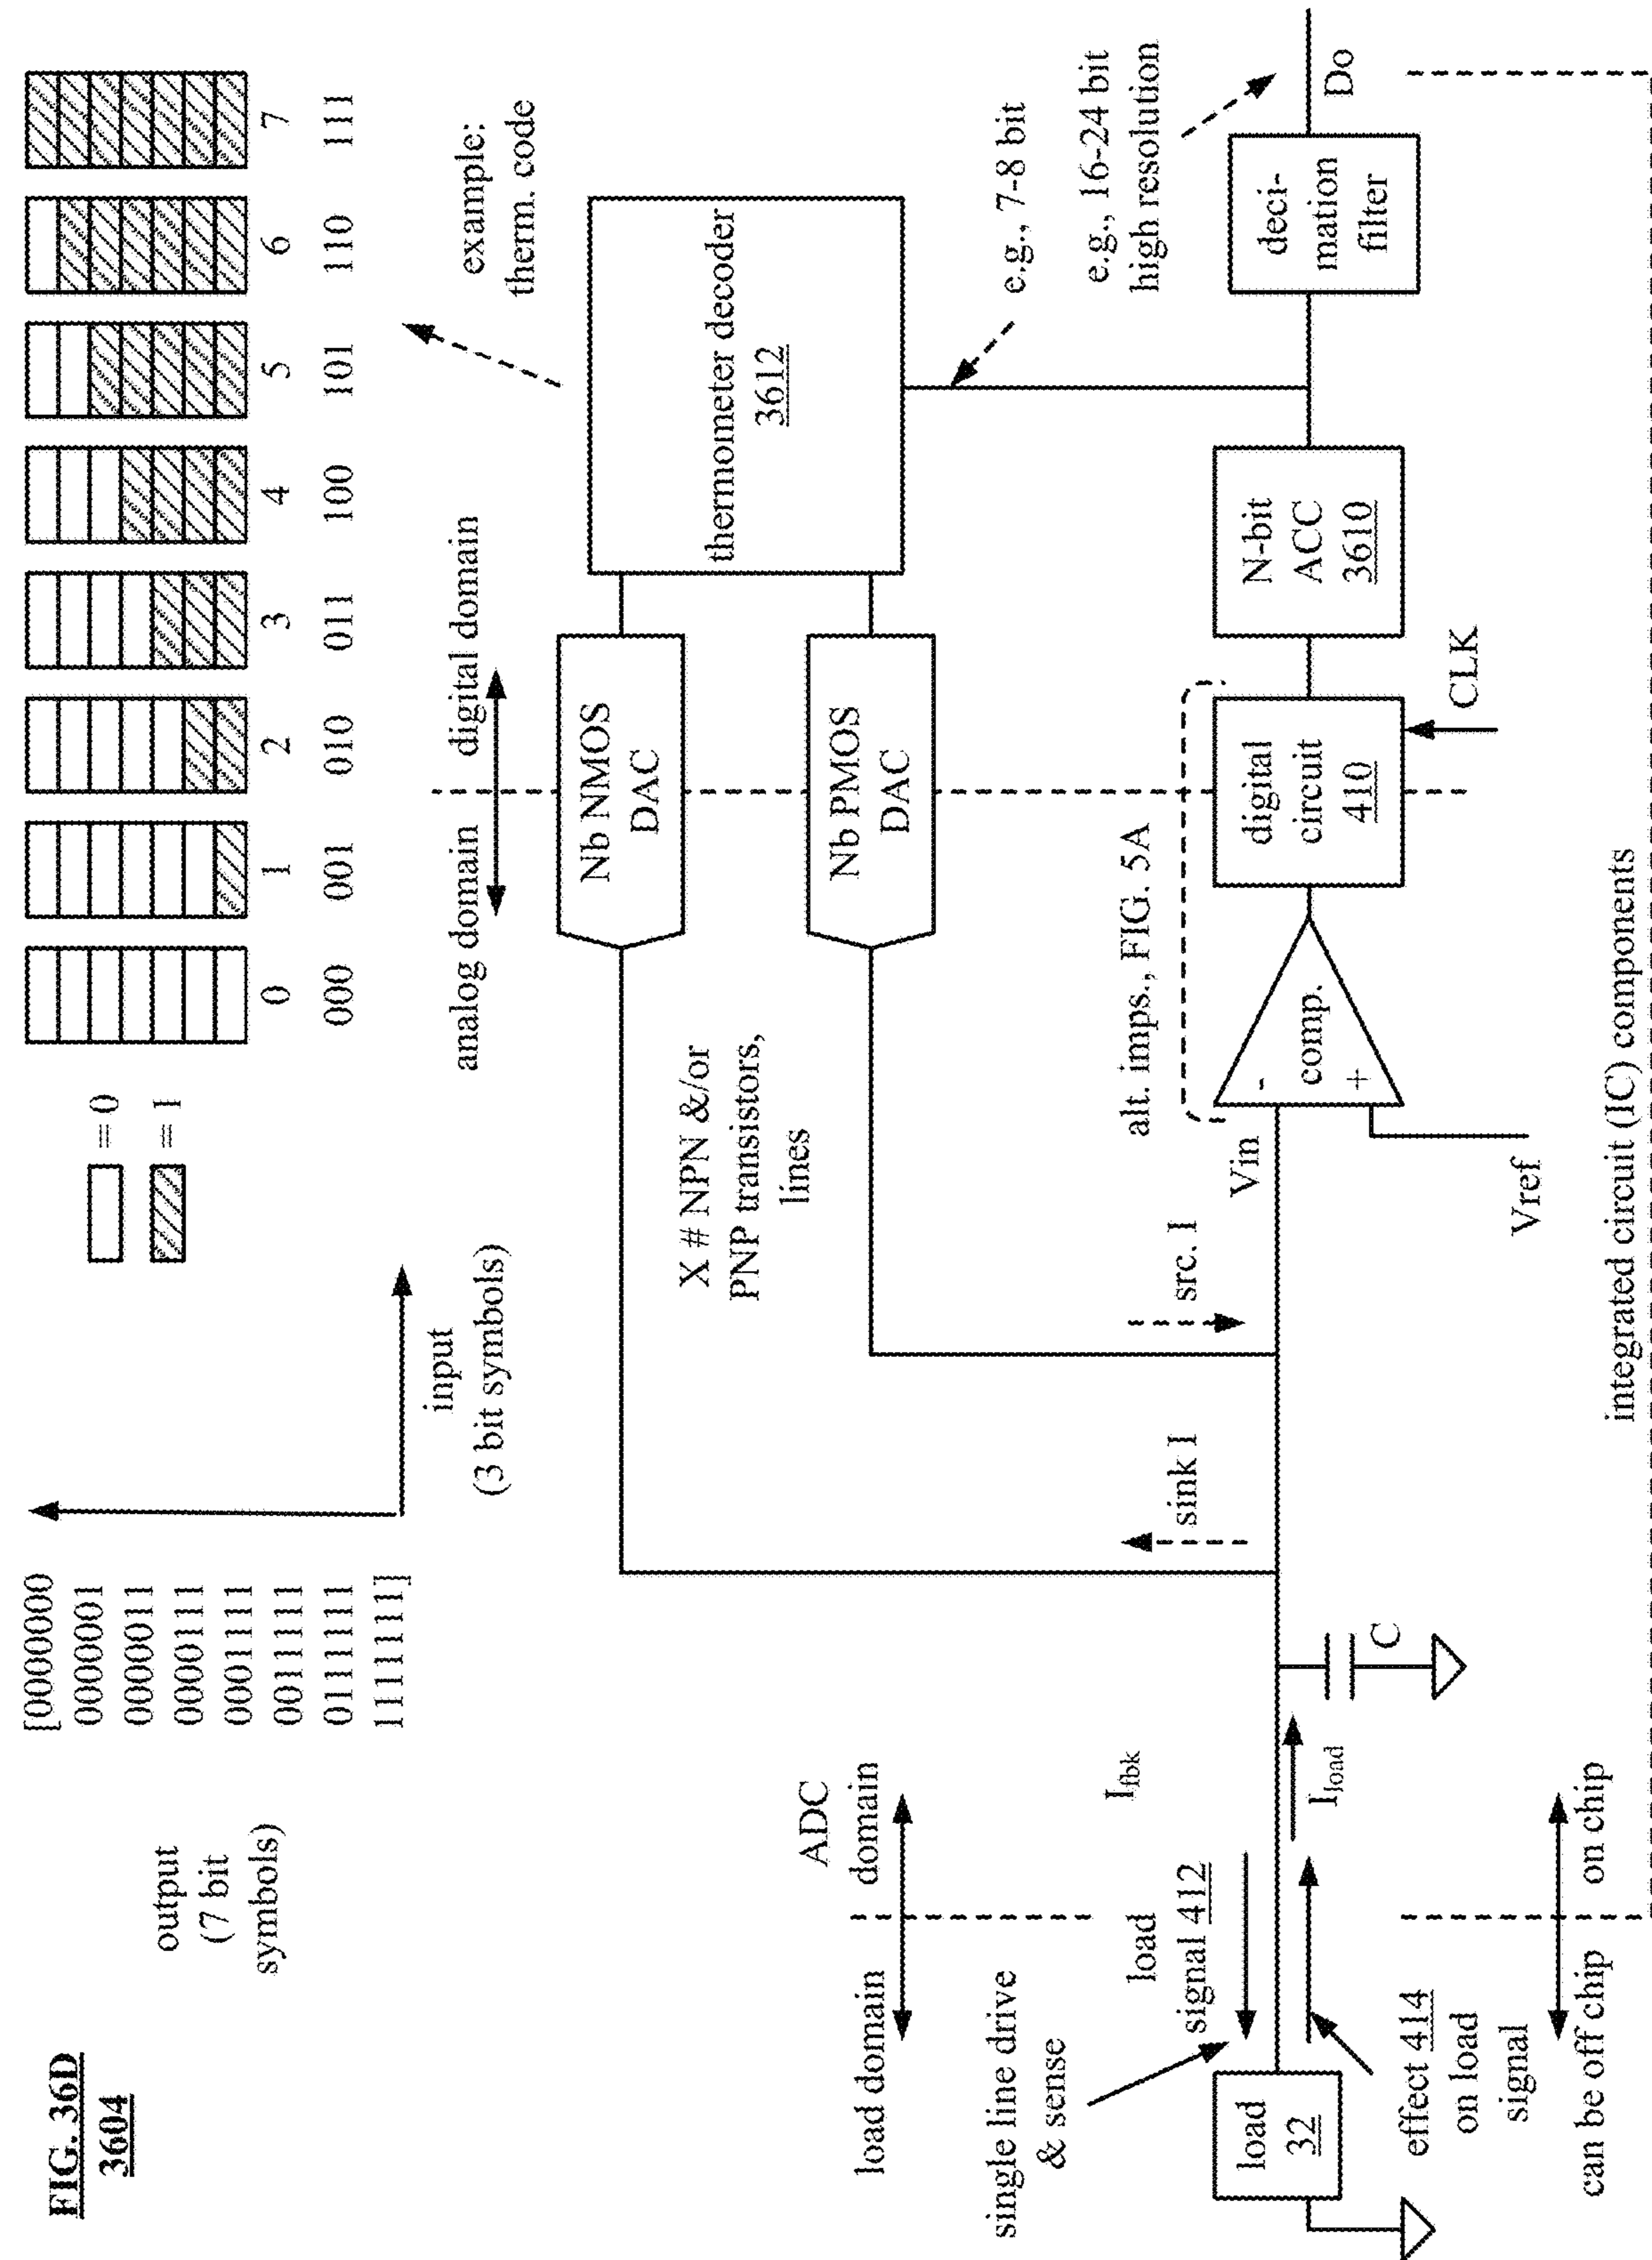 FIG. 36D
3604
output
(7 bit
symbols)
[0000000
0000001
0000011
0000111
0001111
0011111
0111111
1111111]
input
(3 bit symbols)
= 0
= 1
0 1 2 3 4 5 6 7
000 001 010 011 100 101 110 111
example:
therm. code
analog domain
digital domain
Nb NMOS
DAC
thermometer decoder
3612
X # NPN &/or
PNP transistors,
lines
Nb PMOS
DAC
load domain
ADC
domain
single line drive
& sense
load
signal 412
Ifbk
sink I
src. I
alt. imps., FIG. 5A
e.g., 7-8 bit
e.g., 16-24 bit
high resolution
load
32
Iload
C
Vin
-
comp.
+
Vref
digital
circuit
410
CLK
N-bit
ACC
3610
deci-
mation
filter
Do
effect 414
on load
signal
can be off chip
on chip
integrated circuit (IC) components